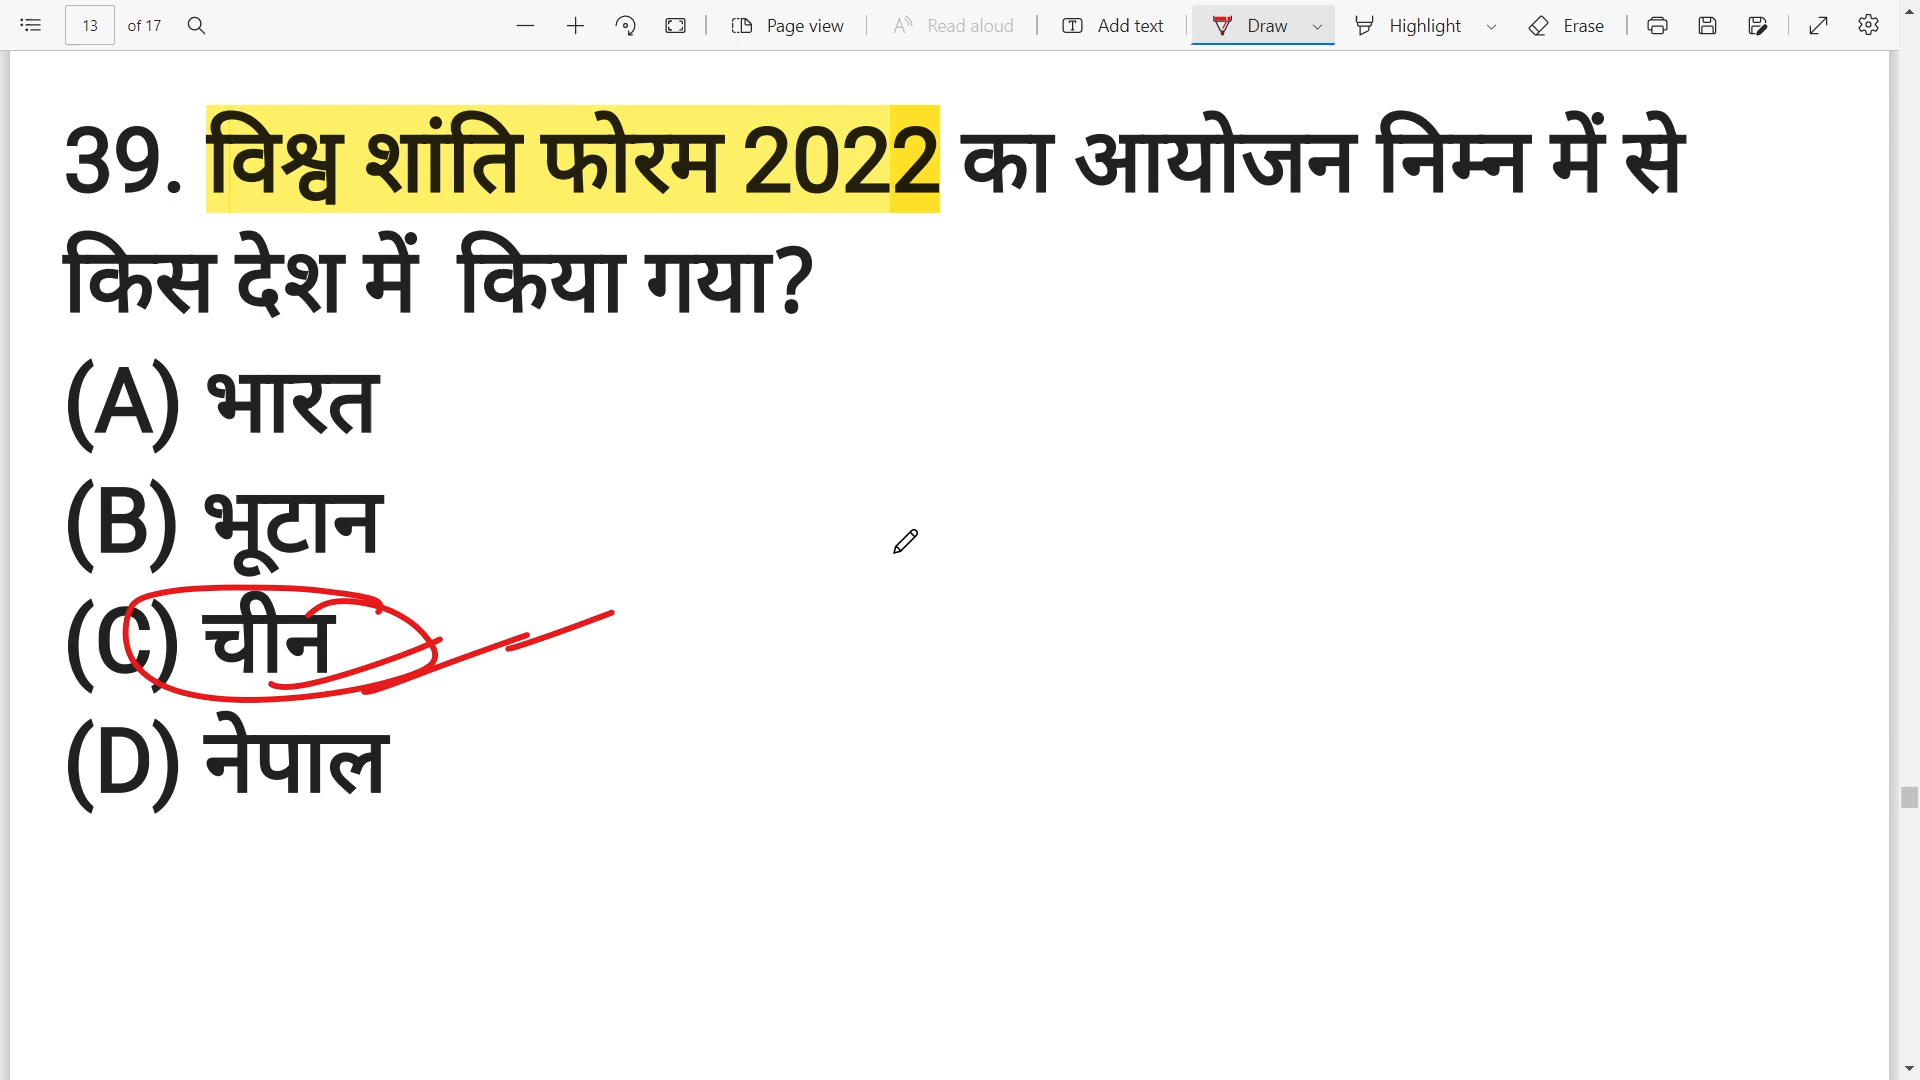 13 of 17 Page view Read aloud Add text Draw Highlight Erase
39. विश्व शांति फोरम 2022 का आयोजन निम्न में से
किस देश में किया गया?
(A) भारत
(B) भूटान
(C) चीन
(D) नेपाल